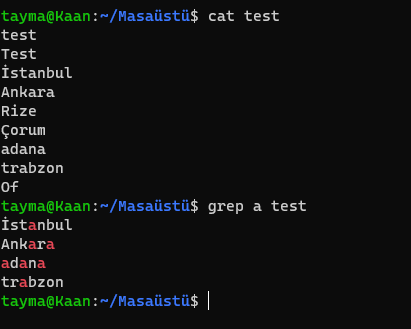 tayma@Kaan:~/Masaüstü$ cat test
test
Test
İstanbul
Ankara
Rize
Çorum
adana
trabzon
Of
tayma@Kaan:~/Masaüstü$ grep a test
İstanbul
Ankara
adana
trabzon
tayma@Kaan:~/Masaüstü$